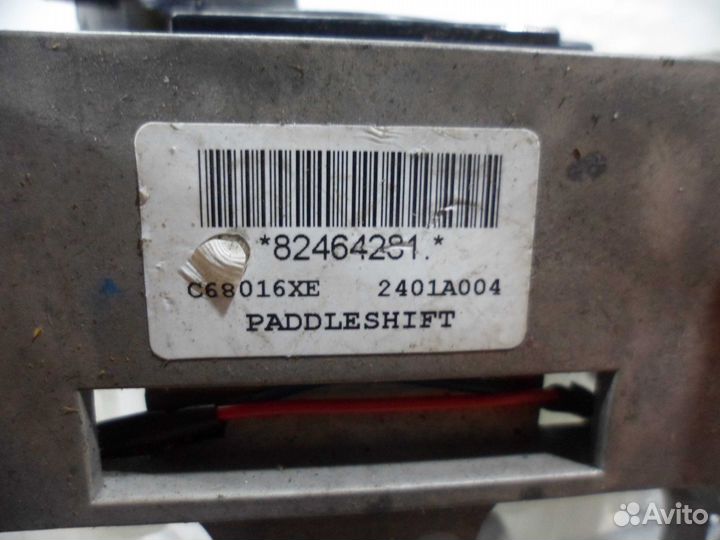 *82464281.*
C68016XE 2401A004
PADDLESHIFT
Avito